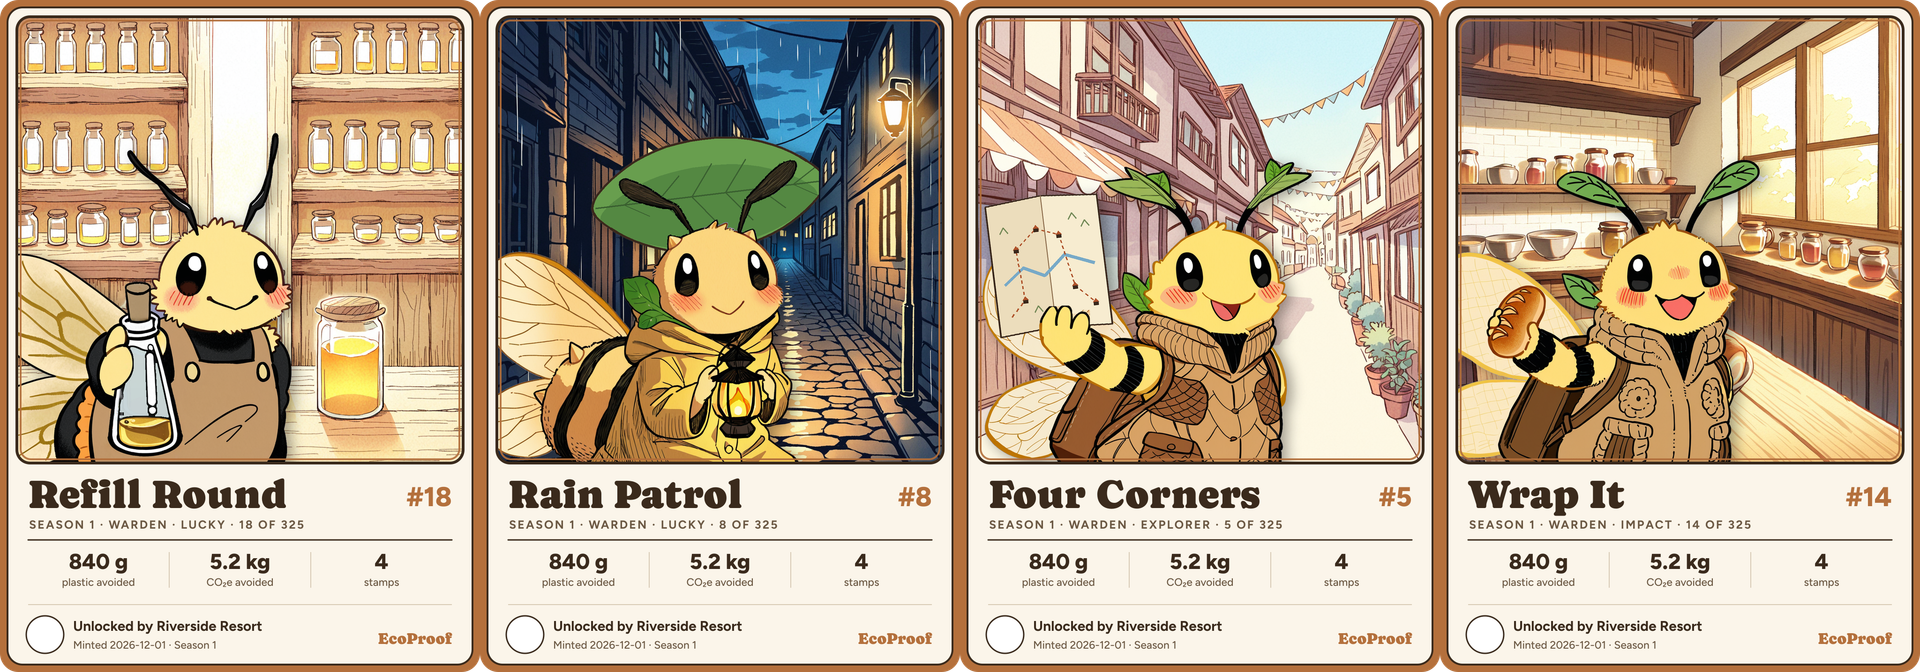 Refill Round
#18
SEASON 1 · WARDEN · LUCKY · 18 OF 325
840 g
plastic avoided
5.2 kg
CO₂e avoided
4
stamps
Unlocked by Riverside Resort
Minted 2026-12-01 · Season 1
EcoProof
Rain Patrol
#8
SEASON 1 · WARDEN · LUCKY · 8 OF 325
840 g
plastic avoided
5.2 kg
CO₂e avoided
4
stamps
Unlocked by Riverside Resort
Minted 2026-12-01 · Season 1
EcoProof
Four Corners
#5
SEASON 1 · WARDEN · EXPLORER · 5 OF 325
840 g
plastic avoided
5.2 kg
CO₂e avoided
4
stamps
Unlocked by Riverside Resort
Minted 2026-12-01 · Season 1
EcoProof
Wrap It
#14
SEASON 1 · WARDEN · IMPACT · 14 OF 325
840 g
plastic avoided
5.2 kg
CO₂e avoided
4
stamps
Unlocked by Riverside Resort
Minted 2026-12-01 · Season 1
EcoProof